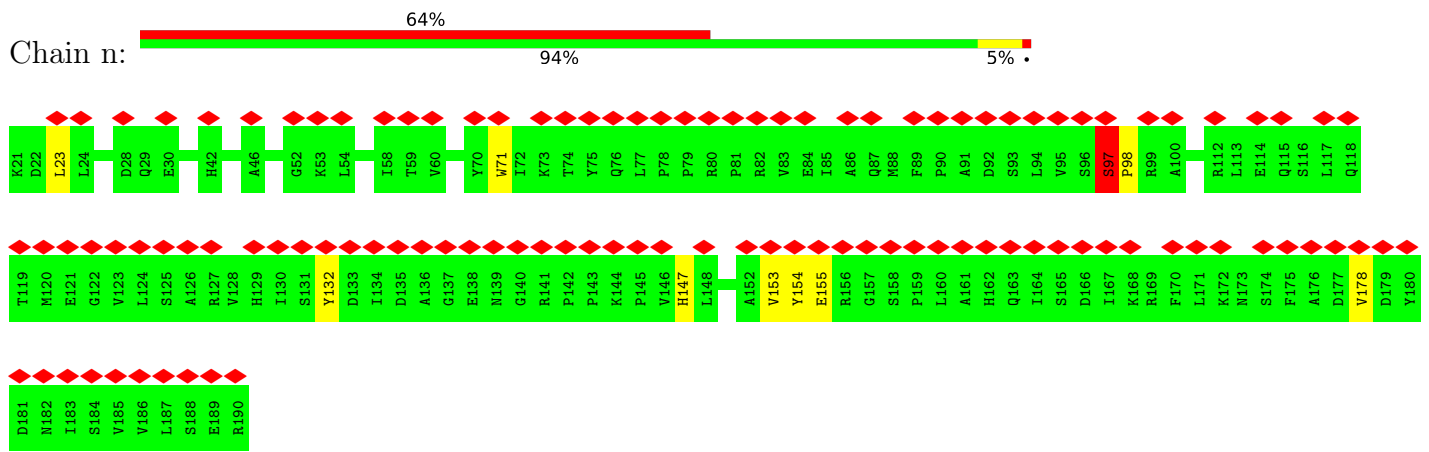 64%
Chain n:
94% 5% •
K21 D22 L23 L24 D28 Q29 E30 H42 A46 G52 K53 L54 I58 T59 V60 Y70 W71 I72 K73 T74 Y75 Q76 L77 P78 P79 R80 P81 R82 V83 E84 I85 A86 Q87 M88 F89 P90 A91 D92 S93 L94 V95 S96 S97 P98 R99 A100 R112 L113 E114 Q115 S116 L117 Q118
T119 M120 E121 G122 V123 L124 S125 A126 R127 V128 H129 I130 S131 Y132 D133 I134 D135 A136 G137 E138 N139 G140 R141 P142 P143 K144 P145 V146 H147 L148 A152 V153 Y154 E155 R156 G157 S158 P159 L160 A161 H162 Q163 I164 S165 D166 I167 K168 R169 F170 L171 K172 N173 S174 F175 A176 D177 V178 D179 Y180
D181 N182 I183 S184 V185 V186 L187 S188 E189 R190